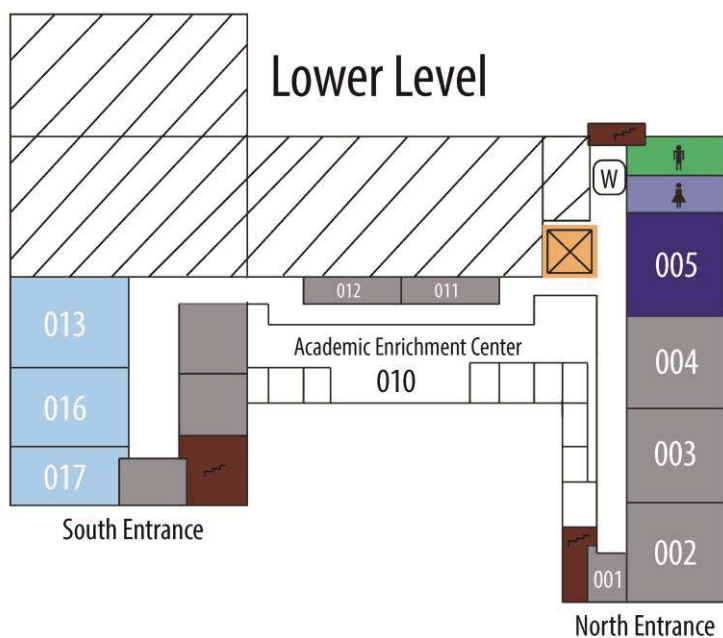 Lower Level
W
005
013
012
011
Academic Enrichment Center
010
004
016
003
017
South Entrance
002
001
North Entrance